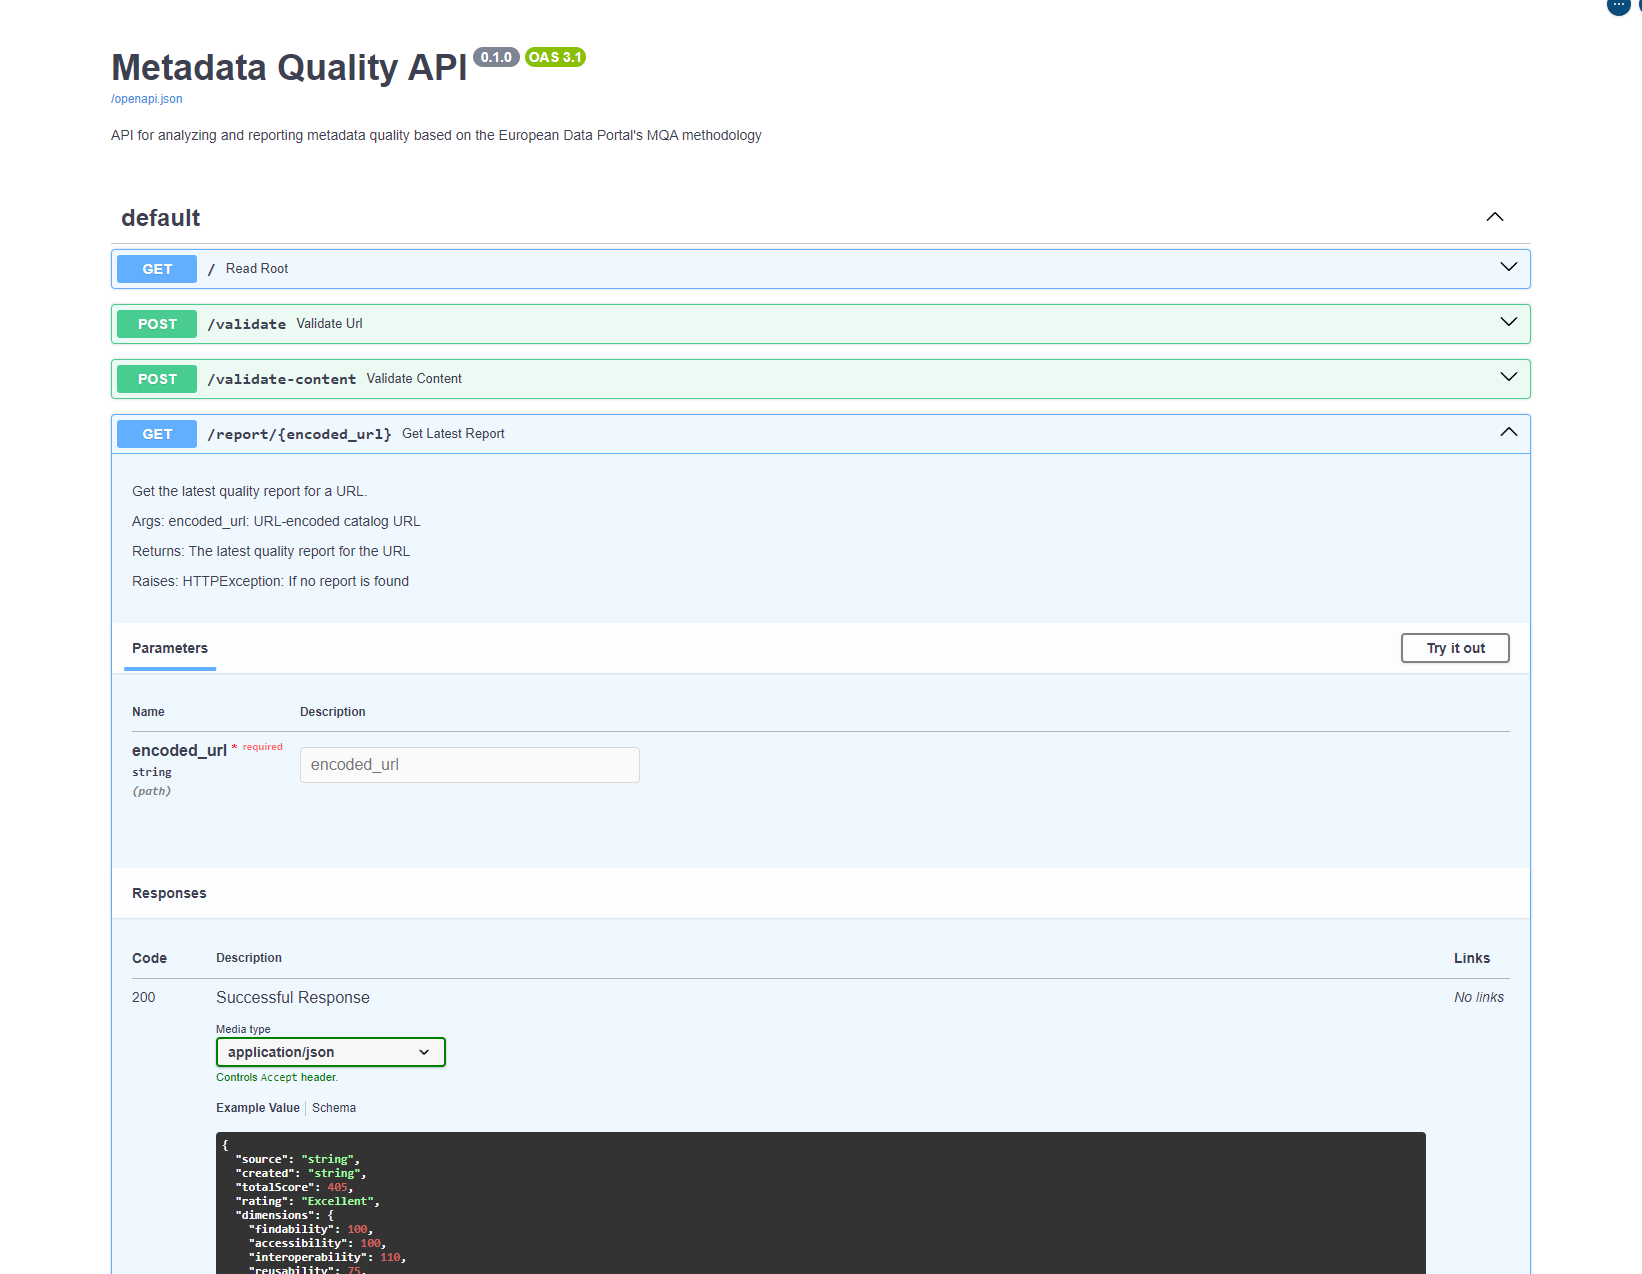 Metadata Quality API 0.1.0 OAS 3.1
/openapi.json
API for analyzing and reporting metadata quality based on the European Data Portal's MQA methodology
default
GET / Read Root
POST /validate Validate Url
POST /validate-content Validate Content
GET /report/{encoded_url} Get Latest Report
Get the latest quality report for a URL.
Args: encoded_url: URL-encoded catalog URL
Returns: The latest quality report for the URL
Raises: HTTPException: If no report is found
Parameters Try it out
Name Description
encoded_url * required
string
(path)
encoded_url
Responses
Code Description Links
200 Successful Response No links
Media type
application/json
Controls Accept header.
Example Value Schema
{
"source": "string",
"created": "string",
"totalScore": 405,
"rating": "Excellent",
"dimensions": {
"findability": 100,
"accessibility": 100,
"interoperability": 110,
"reusability": 75,